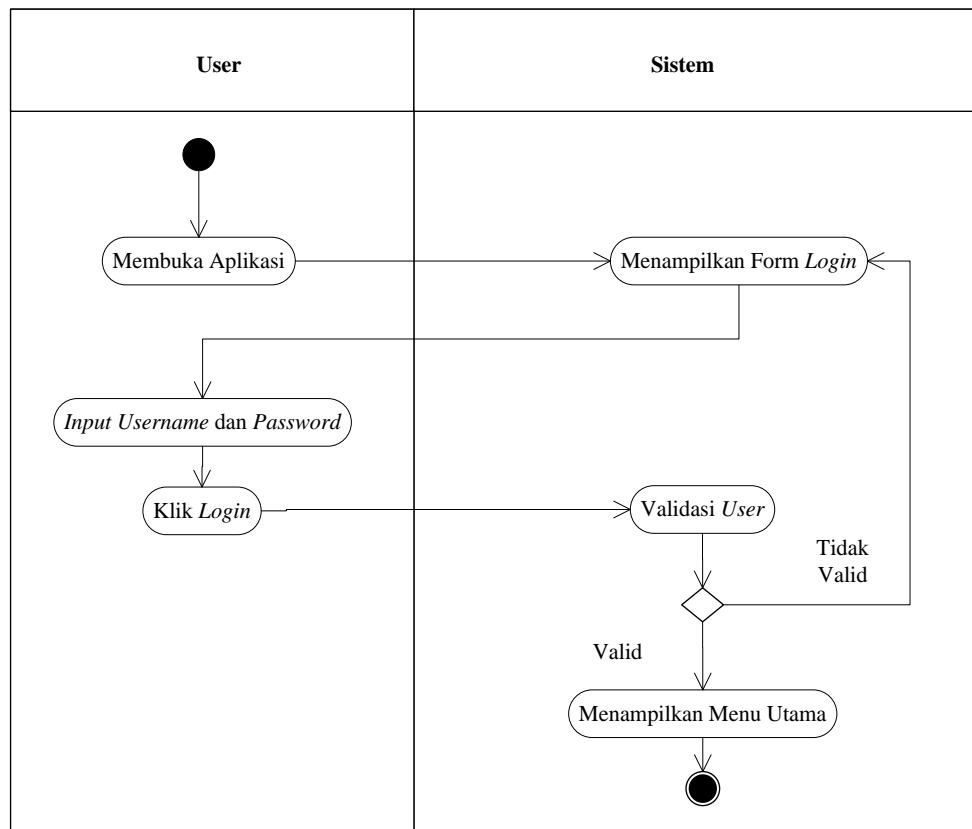 User
Sistem
Membuka Aplikasi
Menampilkan Form Login
Input Username dan Password
Klik Login
Validasi User
Tidak
Valid
Valid
Menampilkan Menu Utama